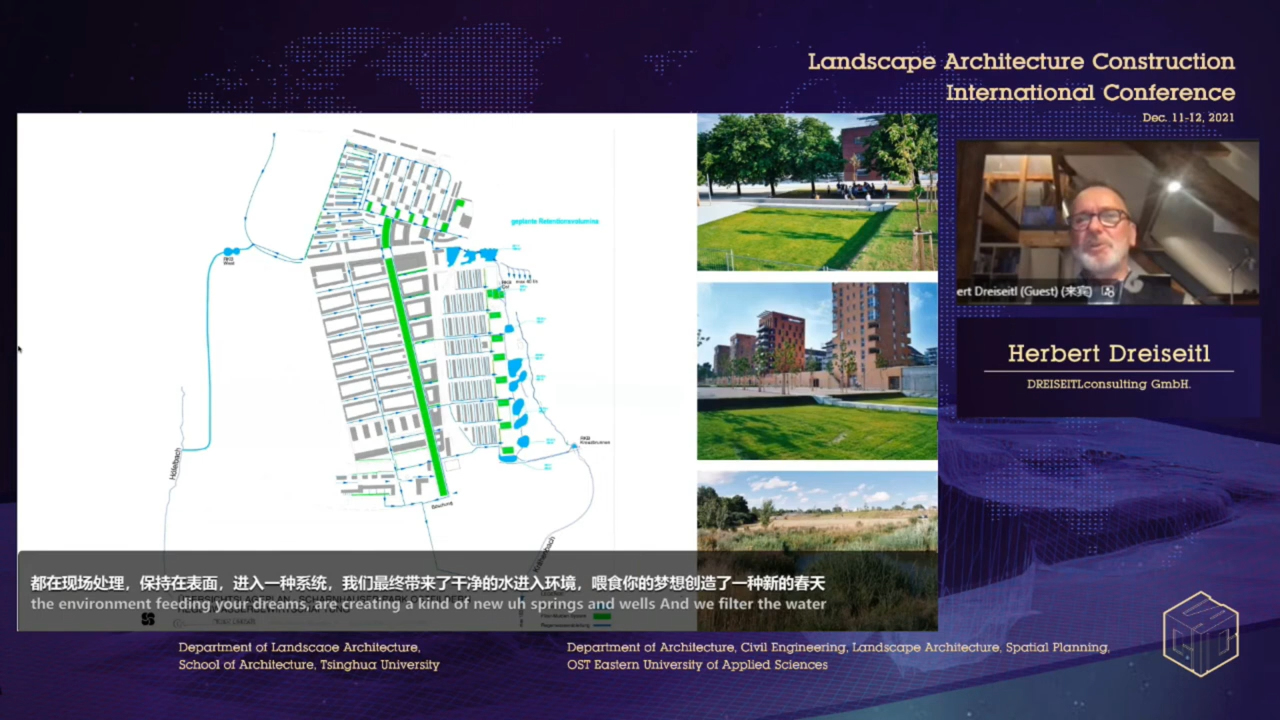 Landscape Architecture Construction
International Conference
Dec. 11-12, 2021
geplante Retentionsvolumina
Höllbach
ert Dreiseitl (Guest) (来宾)
Herbert Dreiseitl
DREISEITLconsulting GmbH.
都在现场处理，保持在表面，进入一种系统，我们最终带来了干净的水进入环境，喂食你的梦想创造了一种新的春天
the environment feeding your dreams, are creating a kind of new uh springs and wells And we filter the water
Department of Landscape Architecture,
School of Architecture, Tsinghua University
Department of Architecture, Civil Engineering, Landscape Architecture, Spatial Planning,
OST Eastern University of Applied Sciences